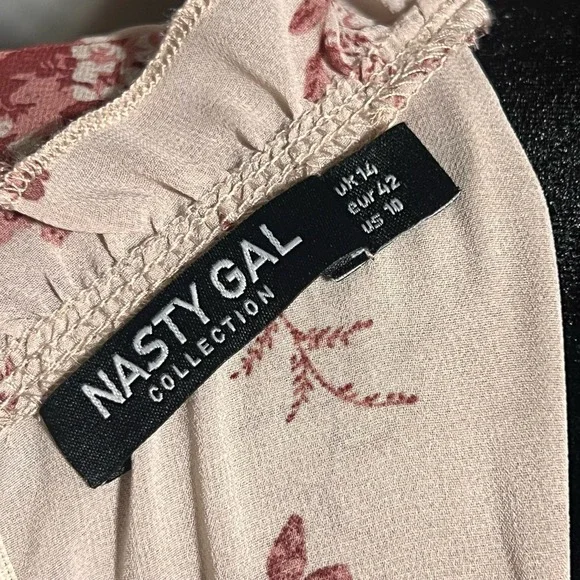 NASTY GAL
COLLECTION
UK 14
eur 42
US 10